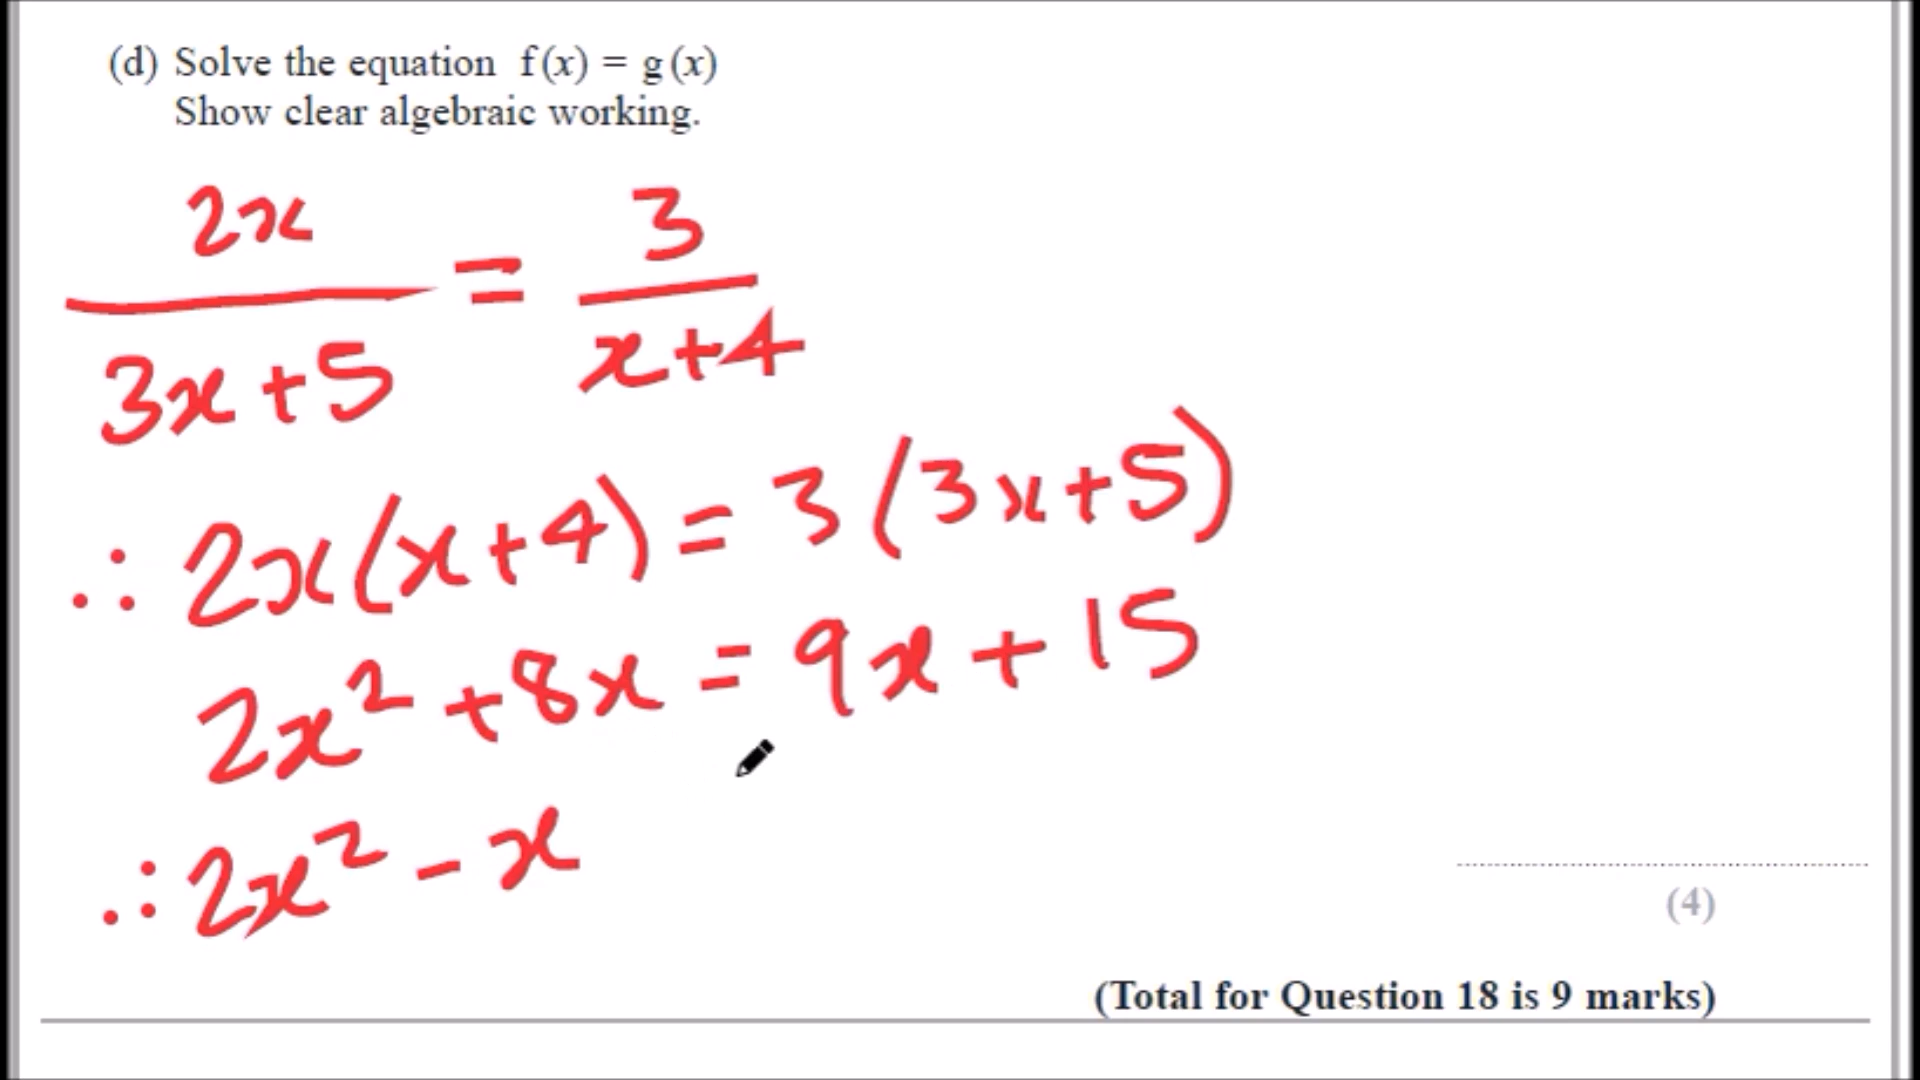 (d) Solve the equation f(x) = g(x)
Show clear algebraic working.
2x/3x+5 = 3/x+4
∴ 2x(x+4) = 3(3x+5)
2x² + 8x = 9x + 15
∴ 2x² - x
(4)
(Total for Question 18 is 9 marks)